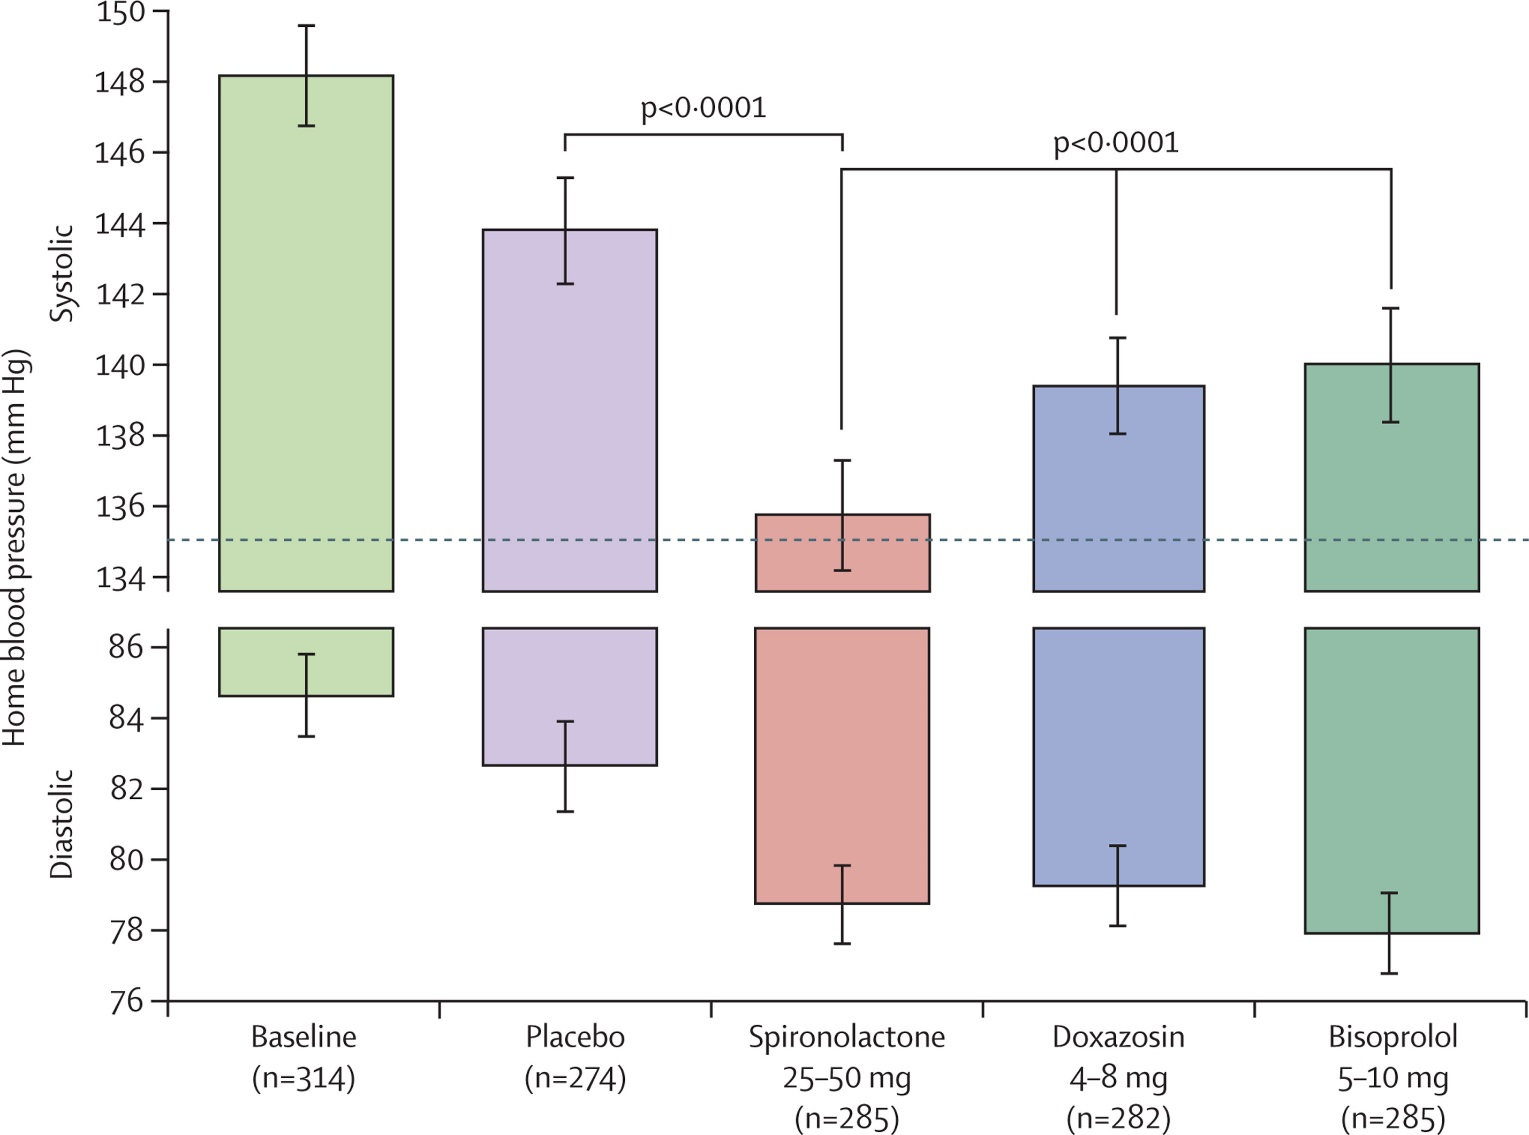 Home blood pressure (mm Hg)
Systolic
150
148
146
144
142
140
138
136
134
Diastolic
86
84
82
80
78
76
p<0·0001
p<0·0001
Baseline
(n=314)
Placebo
(n=274)
Spironolactone
25–50 mg
(n=285)
Doxazosin
4–8 mg
(n=282)
Bisoprolol
5–10 mg
(n=285)